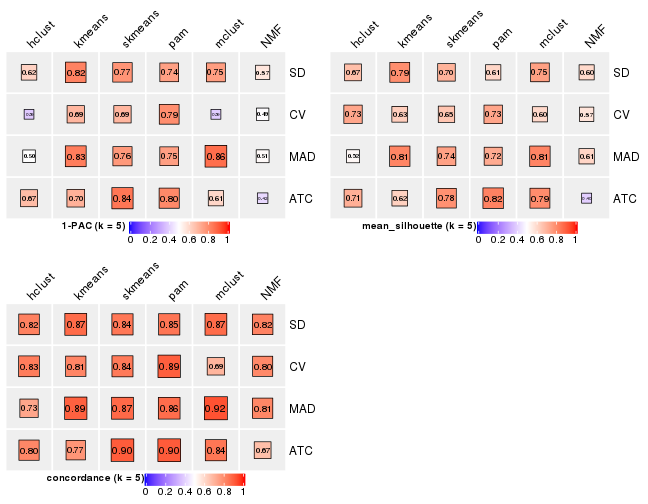 hclust kmeans skmeans pam mclust NMF
0.62 0.82 0.77 0.74 0.75 0.57 SD
0.69 0.69 0.79 0.49 CV
0.50 0.83 0.76 0.75 0.86 0.51 MAD
0.67 0.70 0.84 0.80 0.61 ATC
1-PAC (k = 5)
0 0.2 0.4 0.6 0.8 1
hclust kmeans skmeans pam mclust NMF
0.67 0.79 0.70 0.61 0.75 0.60 SD
0.73 0.63 0.65 0.73 0.60 0.57 CV
0.52 0.81 0.74 0.72 0.81 0.61 MAD
0.71 0.62 0.78 0.82 0.79 ATC
mean_silhouette (k = 5)
0 0.2 0.4 0.6 0.8 1
hclust kmeans skmeans pam mclust NMF
0.82 0.87 0.84 0.85 0.87 0.82 SD
0.83 0.81 0.84 0.89 0.69 0.80 CV
0.73 0.89 0.87 0.86 0.92 0.81 MAD
0.80 0.77 0.90 0.90 0.84 0.67 ATC
concordance (k = 5)
0 0.2 0.4 0.6 0.8 1